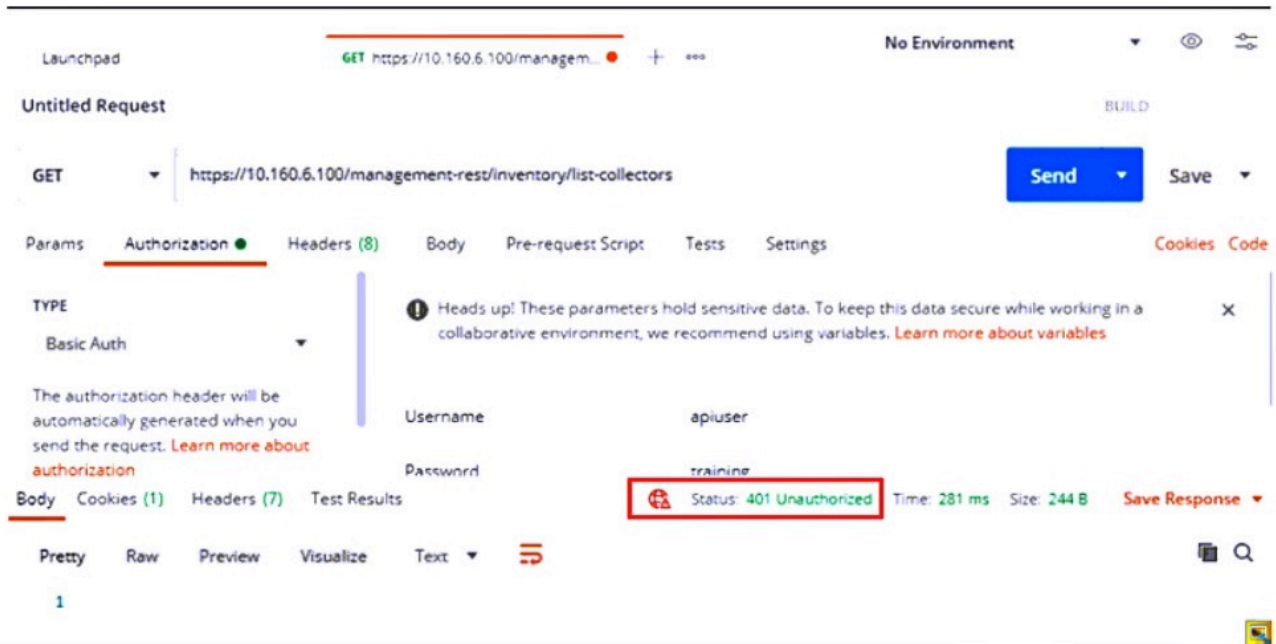 Launchpad
GET https://10.160.6.100/managem... + ooo
No Environment
Untitled Request
BUILD
GET
https://10.160.6.100/management-rest/inventory/list-collectors
Send
Save
Params Authorization Headers (8) Body Pre-request Script Tests Settings
Cookies Code
TYPE
Basic Auth
The authorization header will be
automatically generated when you
send the request. Learn more about
authorization
Heads up! These parameters hold sensitive data. To keep this data secure while working in a
collaborative environment, we recommend using variables. Learn more about variables
Username apiuser
Password training
Body Cookies (1) Headers (7) Test Results
Status: 401 Unauthorized Time: 281 ms Size: 244 B
Save Response
Pretty Raw Preview Visualize Text
1